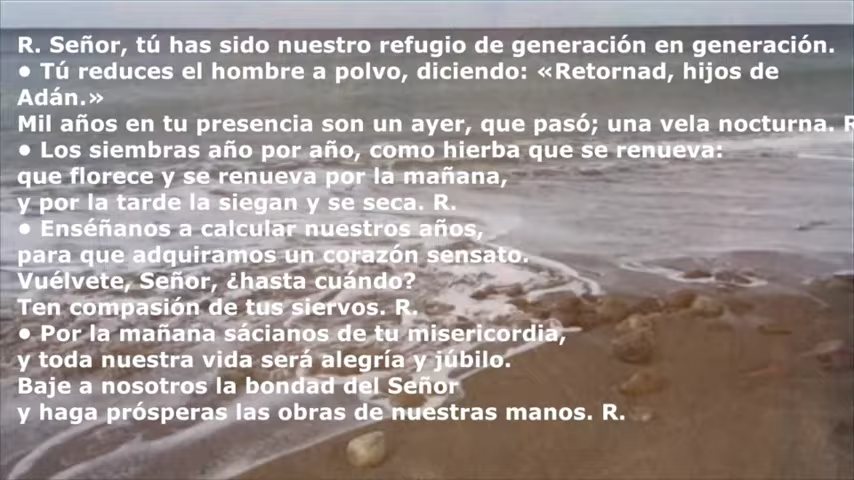 R. Señor, tú has sido nuestro refugio de generación en generación.
• Tú reduces el hombre a polvo, diciendo: «Retornad, hijos de
Adán.»
Mil años en tu presencia son un ayer, que pasó; una vela nocturna. R
• Los siembras año por año, como hierba que se renueva:
que florece y se renueva por la mañana,
y por la tarde la siegan y se seca. R.
• Enséñanos a calcular nuestros años,
para que adquiramos un corazón sensato.
Vuélvete, Señor, ¿hasta cuándo?
Ten compasión de tus siervos. R.
• Por la mañana sácianos de tu misericordia,
y toda nuestra vida será alegría y júbilo.
Baje a nosotros la bondad del Señor
y haga prósperas las obras de nuestras manos. R.